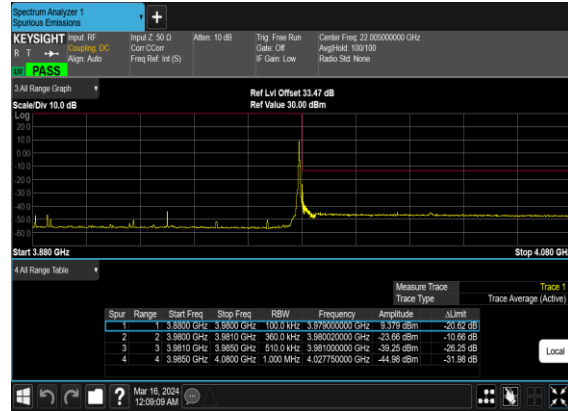 Spectrum Analyzer 1
Spurious Emissions
KEYSIGHT Input: RF Input Z: 50 Ω Atten: 10 dB Trig: Free Run Center Freq: 22.005000000 GHz
R T Coupling: DC Corr CCorr Gate: Off Avg|Hold: 100/100
Align: Auto Freq Ref: Int (S) IF Gain: Low Radio Std: None
PASS
3 All Range Graph
Ref Lvl Offset 33.47 dB
Scale/Div 10.0 dB Ref Value 30.00 dBm
Log
20.0
10.0
0.00
-10.0
-20.0
-30.0
-40.0
-50.0
-60.0
Start 3.880 GHz Stop 4.080 GHz
4 All Range Table
Measure Trace Trace 1
Trace Type Trace Average (Active)
Spur Range Start Freq Stop Freq RBW Frequency Amplitude ΔLimit
1 1 3.8800 GHz 3.9800 GHz 100.0 kHz 3.979000000 GHz 9.379 dBm -20.62 dB
2 2 3.9800 GHz 3.9810 GHz 360.0 kHz 3.980020000 GHz -23.66 dBm -10.66 dB
3 3 3.9810 GHz 3.9850 GHz 510.0 kHz 3.981000000 GHz -39.25 dBm -26.25 dB
4 4 3.9850 GHz 4.0800 GHz 1.000 MHz 4.027750000 GHz -44.98 dBm -31.98 dB
Local
Mar 16, 2024
12:09:09 AM